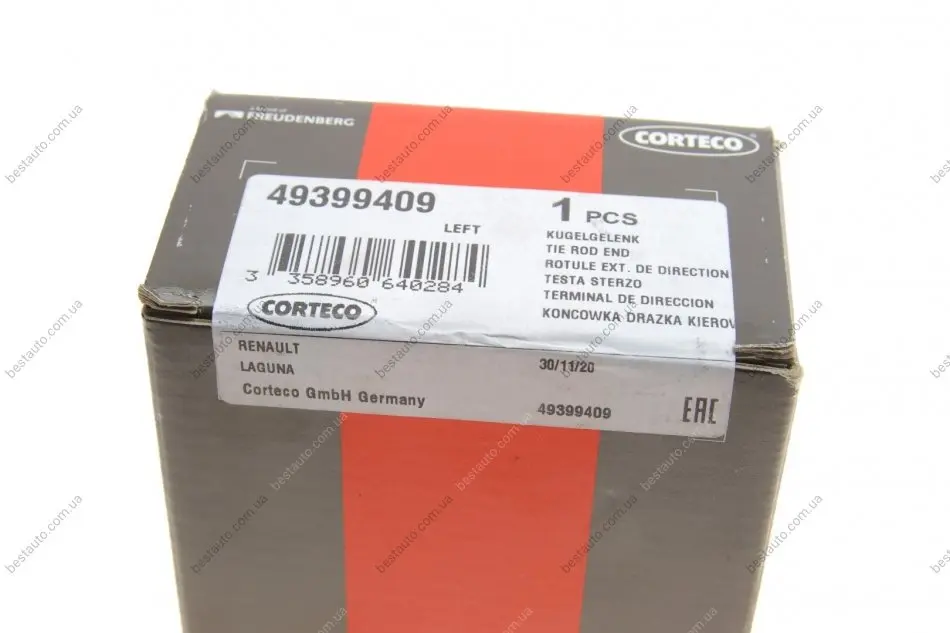 FREUDENBERG
CORTECO
49399409
LEFT
1 PCS
KUGELGELENK
TIE ROD END
ROTULE EXT. DE DIRECTION
TESTA STERZO
TERMINAL DE DIRECCION
KONCOWKA DRAZKA KIEROW
3 358960 640284
CORTECO
RENAULT
LAGUNA
30/11/20
Corteco GmbH Germany
49399409
EAC
bestauto.com.ua